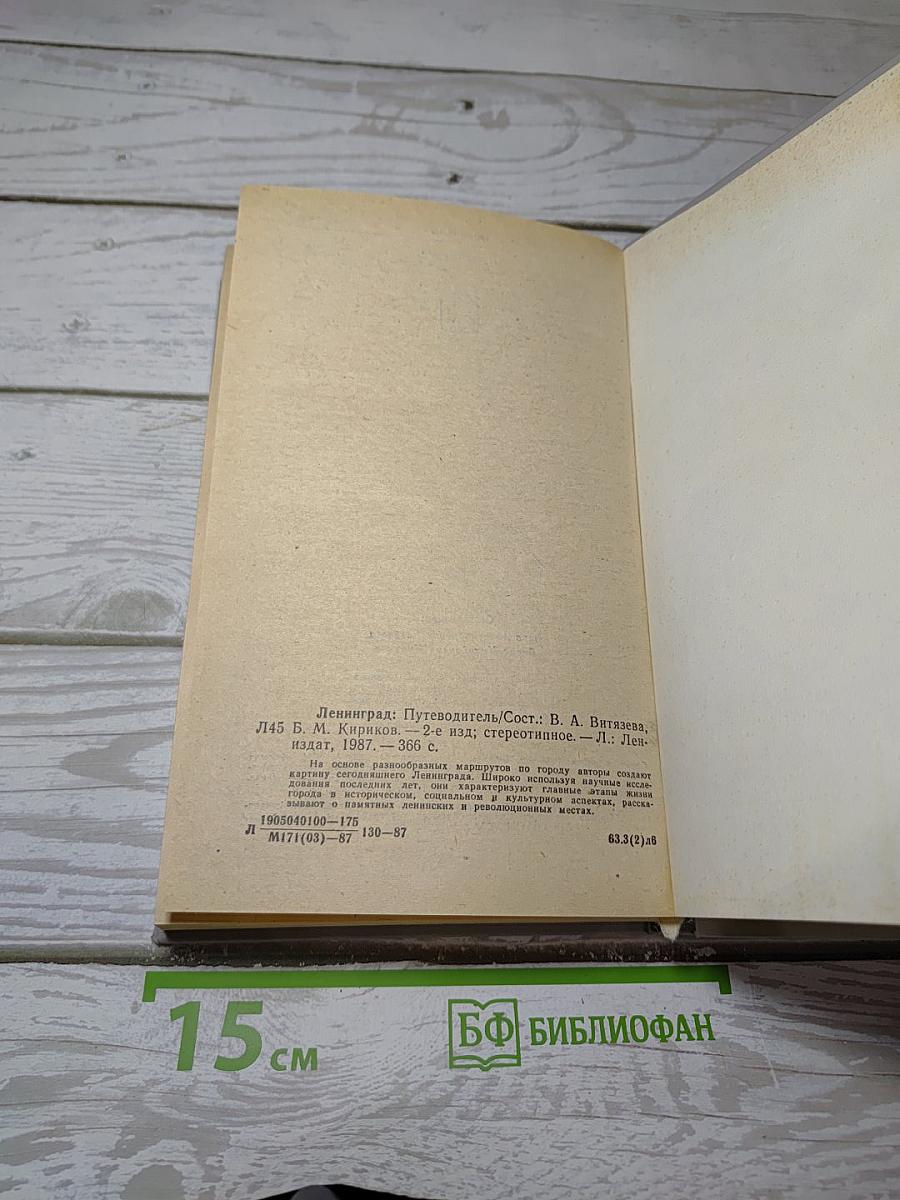 Ленинград: Путеводитель/Сост.: В. А. Витязева,
Л45 Б. М. Кириков. — 2-е изд; стереотипное. — Л.: Лен-
издат, 1987. — 366 с.
На основе разнообразных маршрутов по городу авторы создают
картину сегодняшнего Ленинграда. Широко используя научные иссле-
дования последних лет, они характеризуют главные этапы жизни
города в историческом, социальном и культурном аспектах, расска-
зывают о памятных ленинских и революционных местах.
Л 1905040100—175
М171(03)—87 130—87
63.3(2)л6
15 см
БФ БИБЛИОФАН